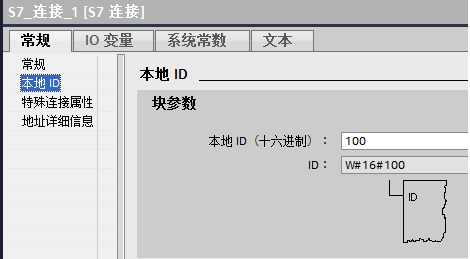 S7_连接_1 [S7 连接]
常规 IO 变量 系统常数 文本
常规
本地 ID
特殊连接属性
地址详细信息
本地 ID
块参数
本地 ID（十六进制）： 100
ID： W#16#100
ID